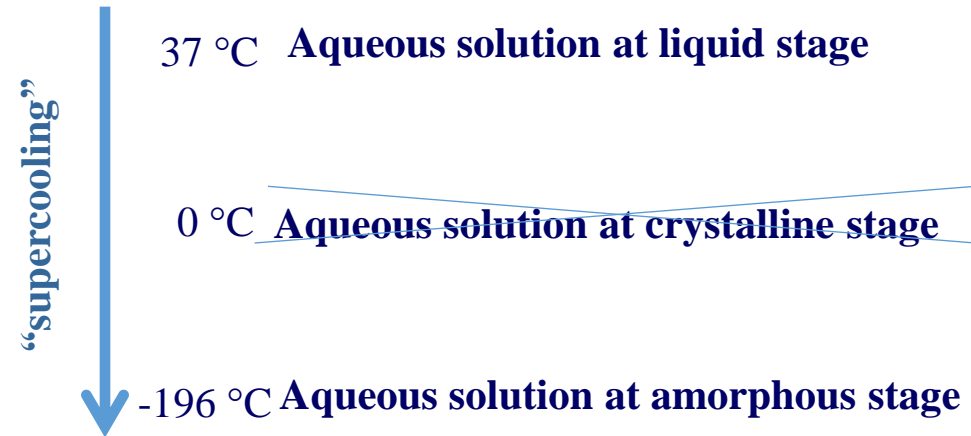 “supercooling”
37 °C Aqueous solution at liquid stage
0 °C Aqueous solution at crystalline stage
-196 °C Aqueous solution at amorphous stage